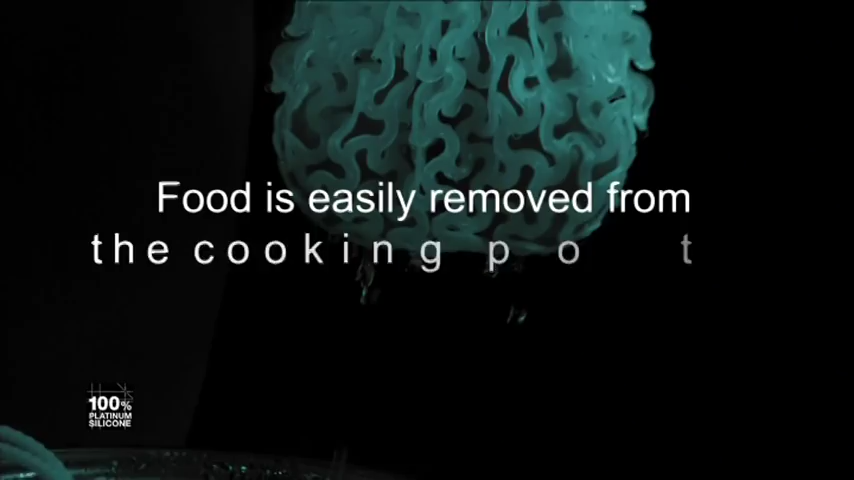 Food is easily removed from
the cooking pot
100%
PLATINUM
SILICONE